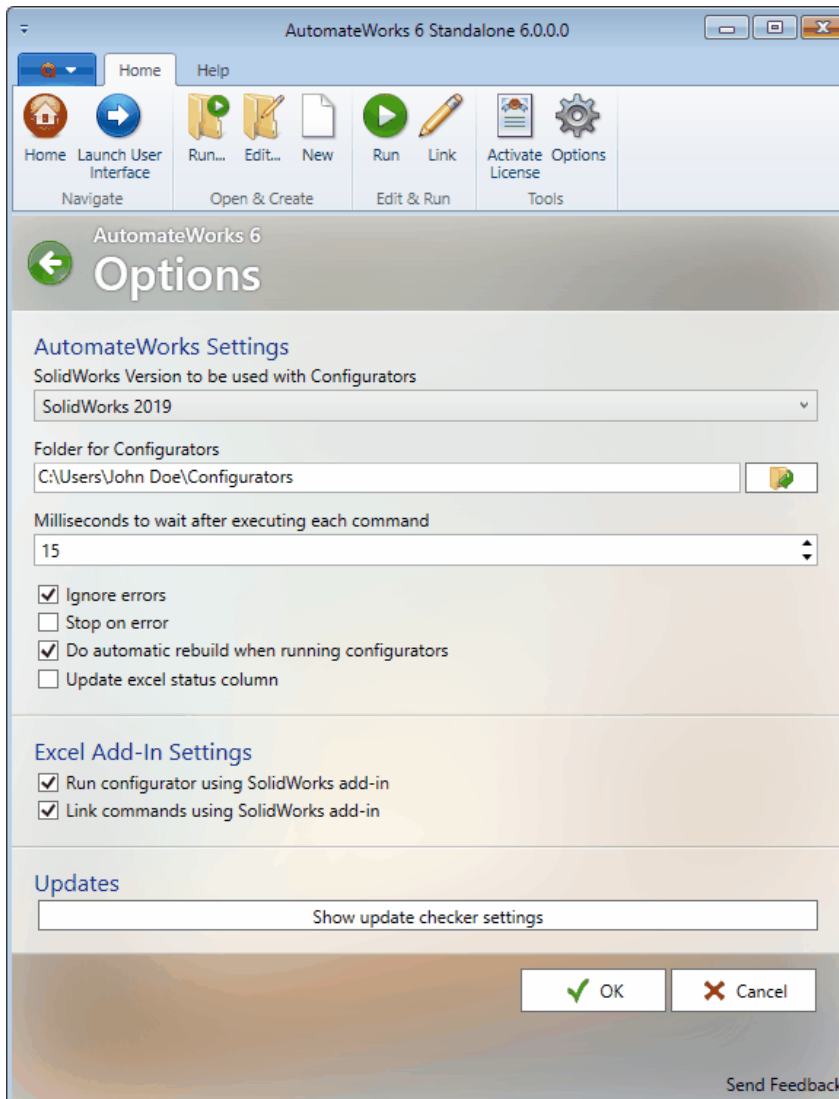 AutomateWorks 6 Standalone 6.0.0.0
Home Help
Home Launch User Interface Run... Edit... New Run Link Activate License Options
Navigate Open & Create Edit & Run Tools
AutomateWorks 6
Options
AutomateWorks Settings
SolidWorks Version to be used with Configurators
SolidWorks 2019
Folder for Configurators
C:\Users\John Doe\Configurators
Milliseconds to wait after executing each command
15
Ignore errors
Stop on error
Do automatic rebuild when running configurators
Update excel status column
Excel Add-In Settings
Run configurator using SolidWorks add-in
Link commands using SolidWorks add-in
Updates
Show update checker settings
OK Cancel
Send Feedback